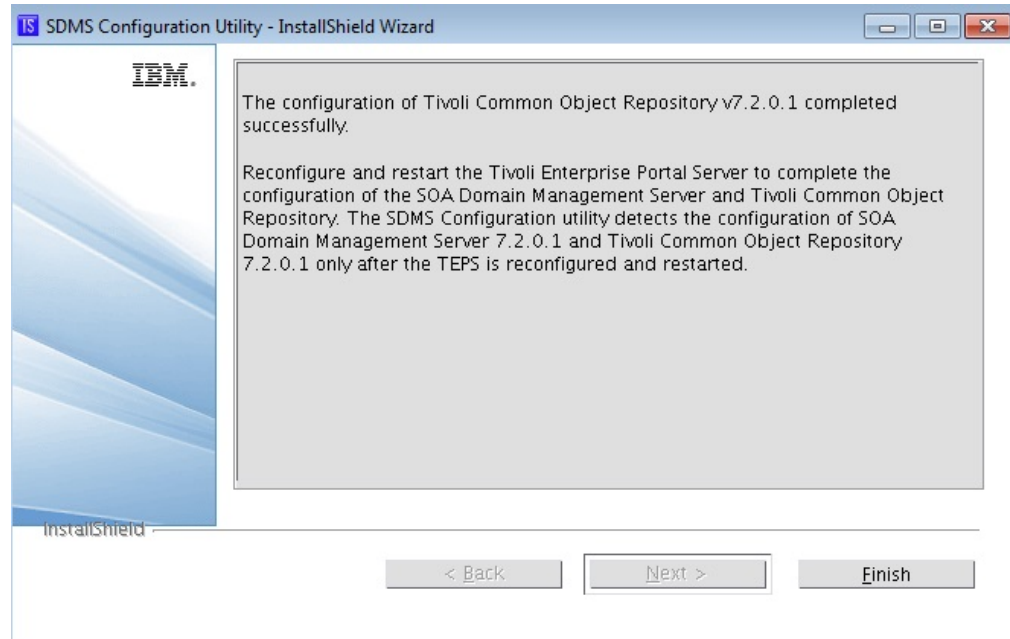 SDMS Configuration Utility - InstallShield Wizard
IBM.
The configuration of Tivoli Common Object Repository v7.2.0.1 completed
successfully.
Reconfigure and restart the Tivoli Enterprise Portal Server to complete the
configuration of the SOA Domain Management Server and Tivoli Common Object
Repository. The SDMS Configuration utility detects the configuration of SOA
Domain Management Server 7.2.0.1 and Tivoli Common Object Repository
7.2.0.1 only after the TEPS is reconfigured and restarted.
InstallShield
< Back Next > Finish